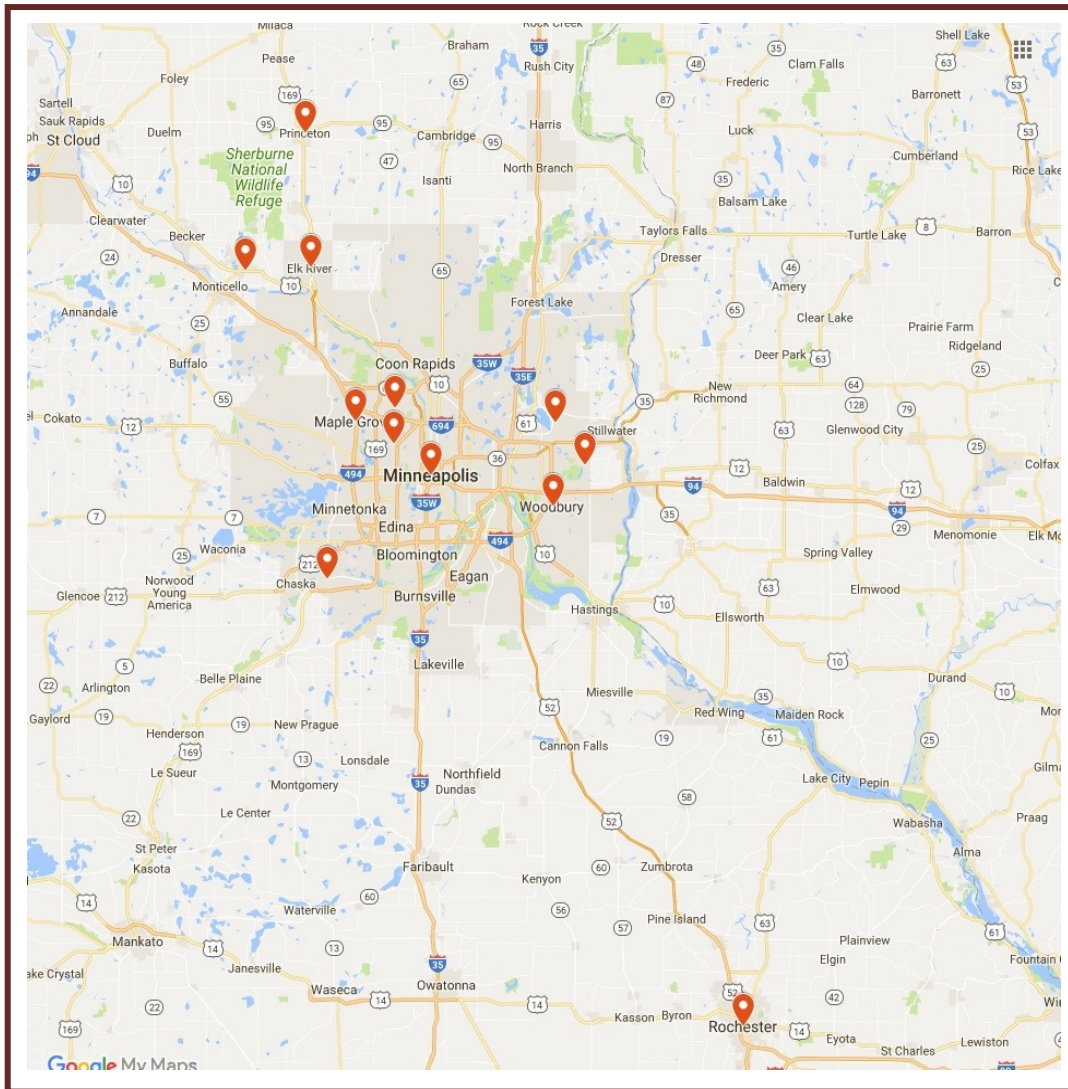 Milaca
Rock Creek
Shell Lake
Pease
Braham
35
35
Clam Falls
63
53
Foley
Rush City
48
Frederic
Barronett
169
65
87
Sartell
Sauk Rapids
St Cloud
Duelm
95
Princeton
95
Cambridge
95
Harris
Luck
53
Cumberland
Sherburne
National
Wildlife
Refuge
47
North Branch
Rice Lake
94
10
Isanti
35
Balsam Lake
Clearwater
Becker
Taylors Falls
Turtle Lake
8
Barron
24
Elk River
65
Dresser
46
Monticello
10
Amery
Annandale
Forest Lake
65
Clear Lake
25
Prairie Farm
Buffalo
Coon Rapids
35W
Deer Park
63
Ridgeland
25
10
35E
New
Richmond
64
55
35
128
79
Cokato
12
Maple Grove
694
61
Stillwater
63
Glenwood City
25
169
36
494
Minneapolis
12
Colfax
94
Baldwin
12
35W
Woodbury
Minnetonka
35
94
7
7
Edina
29
Menomonie
Elk Mo
494
Waconia
212
Bloomington
10
Spring Valley
25
Chaska
Eagan
Norwood
Young
America
Glencoe
212
Burnsville
63
Elmwood
Hastings
10
Ellsworth
35
5
Lakeville
10
22
Arlington
Belle Plaine
Miesville
35
Durand
10
Gaylord
19
19
New Prague
52
Red Wing
Maiden Rock
Mon
Henderson
169
13
Lonsdale
Cannon Falls
19
61
25
Le Sueur
Northfield
Dundas
35
Lake City
Pepin
Gilma
Montgomery
58
22
Le Center
52
Wabasha
Praag
St Peter
Kasota
Alma
Faribault
60
Zumbrota
60
Kenyon
14
Waterville
56
Pine Island
63
61
Mankato
14
13
57
Plainview
Lake Crystal
Janesville
35
Elgin
Fountain C
22
Waseca
14
Owatonna
14
52
42
Win
169
Kasson
Byron
Rochester
14
Eyota
St Charles
Lewiston
Google My Maps